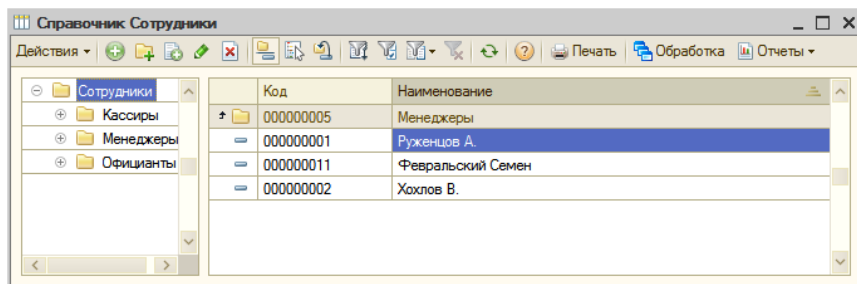 Справочник Сотрудники
Действия Печать Обработка Отчеты
Сотрудники
Кассиры
Менеджеры
Официанты
Код Наименование
000000005 Менеджеры
000000001 Руженцов А.
000000011 Февральский Семен
000000002 Хохлов В.